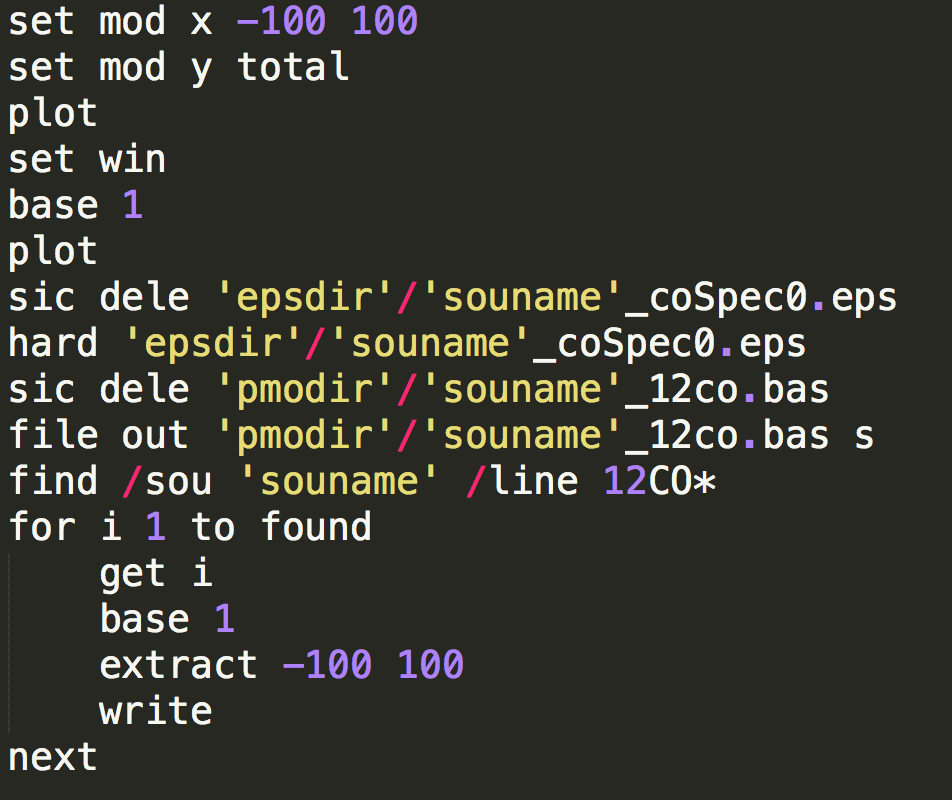 set mod x -100 100
set mod y total
plot
set win
base 1
plot
sic dele 'epsdir'/'souname'_coSpec0.eps
hard 'epsdir'/'souname'_coSpec0.eps
sic dele 'pmodir'/'souname'_12co.bas
file out 'pmodir'/'souname'_12co.bas s
find /sou 'souname' /line 12CO*
for i 1 to found
    get i
    base 1
    extract -100 100
    write
next